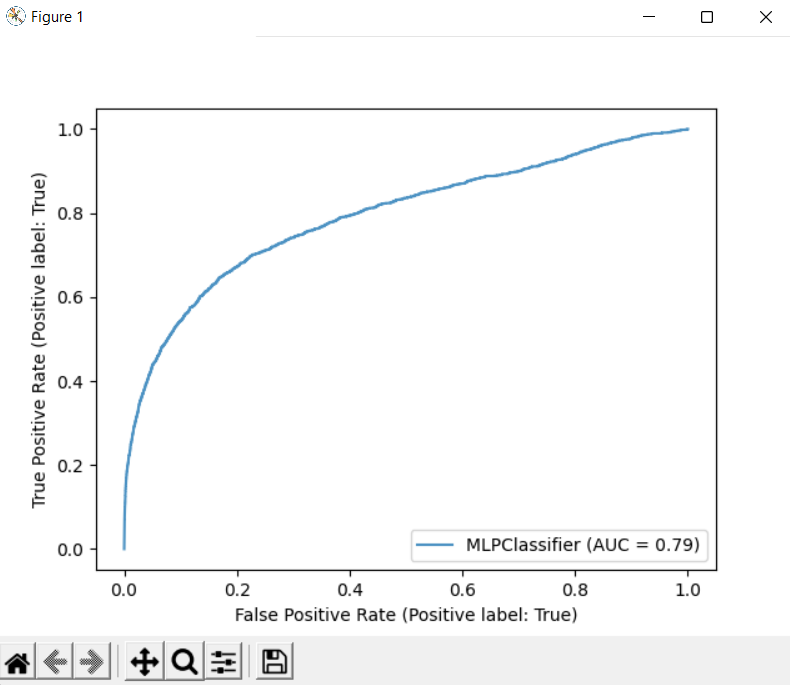 Figure 1
True Positive Rate (Positive label: True)
1.0
0.8
0.6
0.4
0.2
0.0
MLPClassifier (AUC = 0.79)
0.0 0.2 0.4 0.6 0.8 1.0
False Positive Rate (Positive label: True)